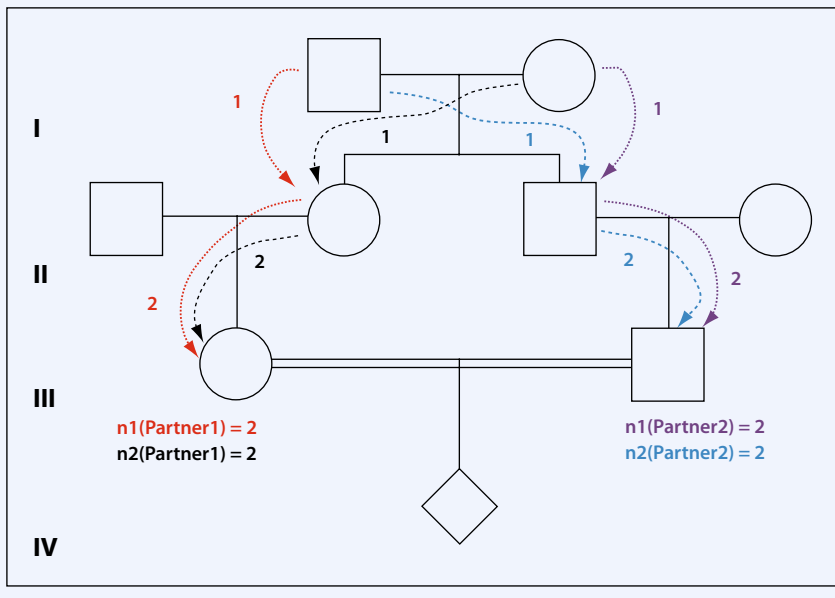 I
1
1
1
1
II
2
2
2
2
III
n1(Partner1) = 2
n2(Partner1) = 2
n1(Partner2) = 2
n2(Partner2) = 2
IV